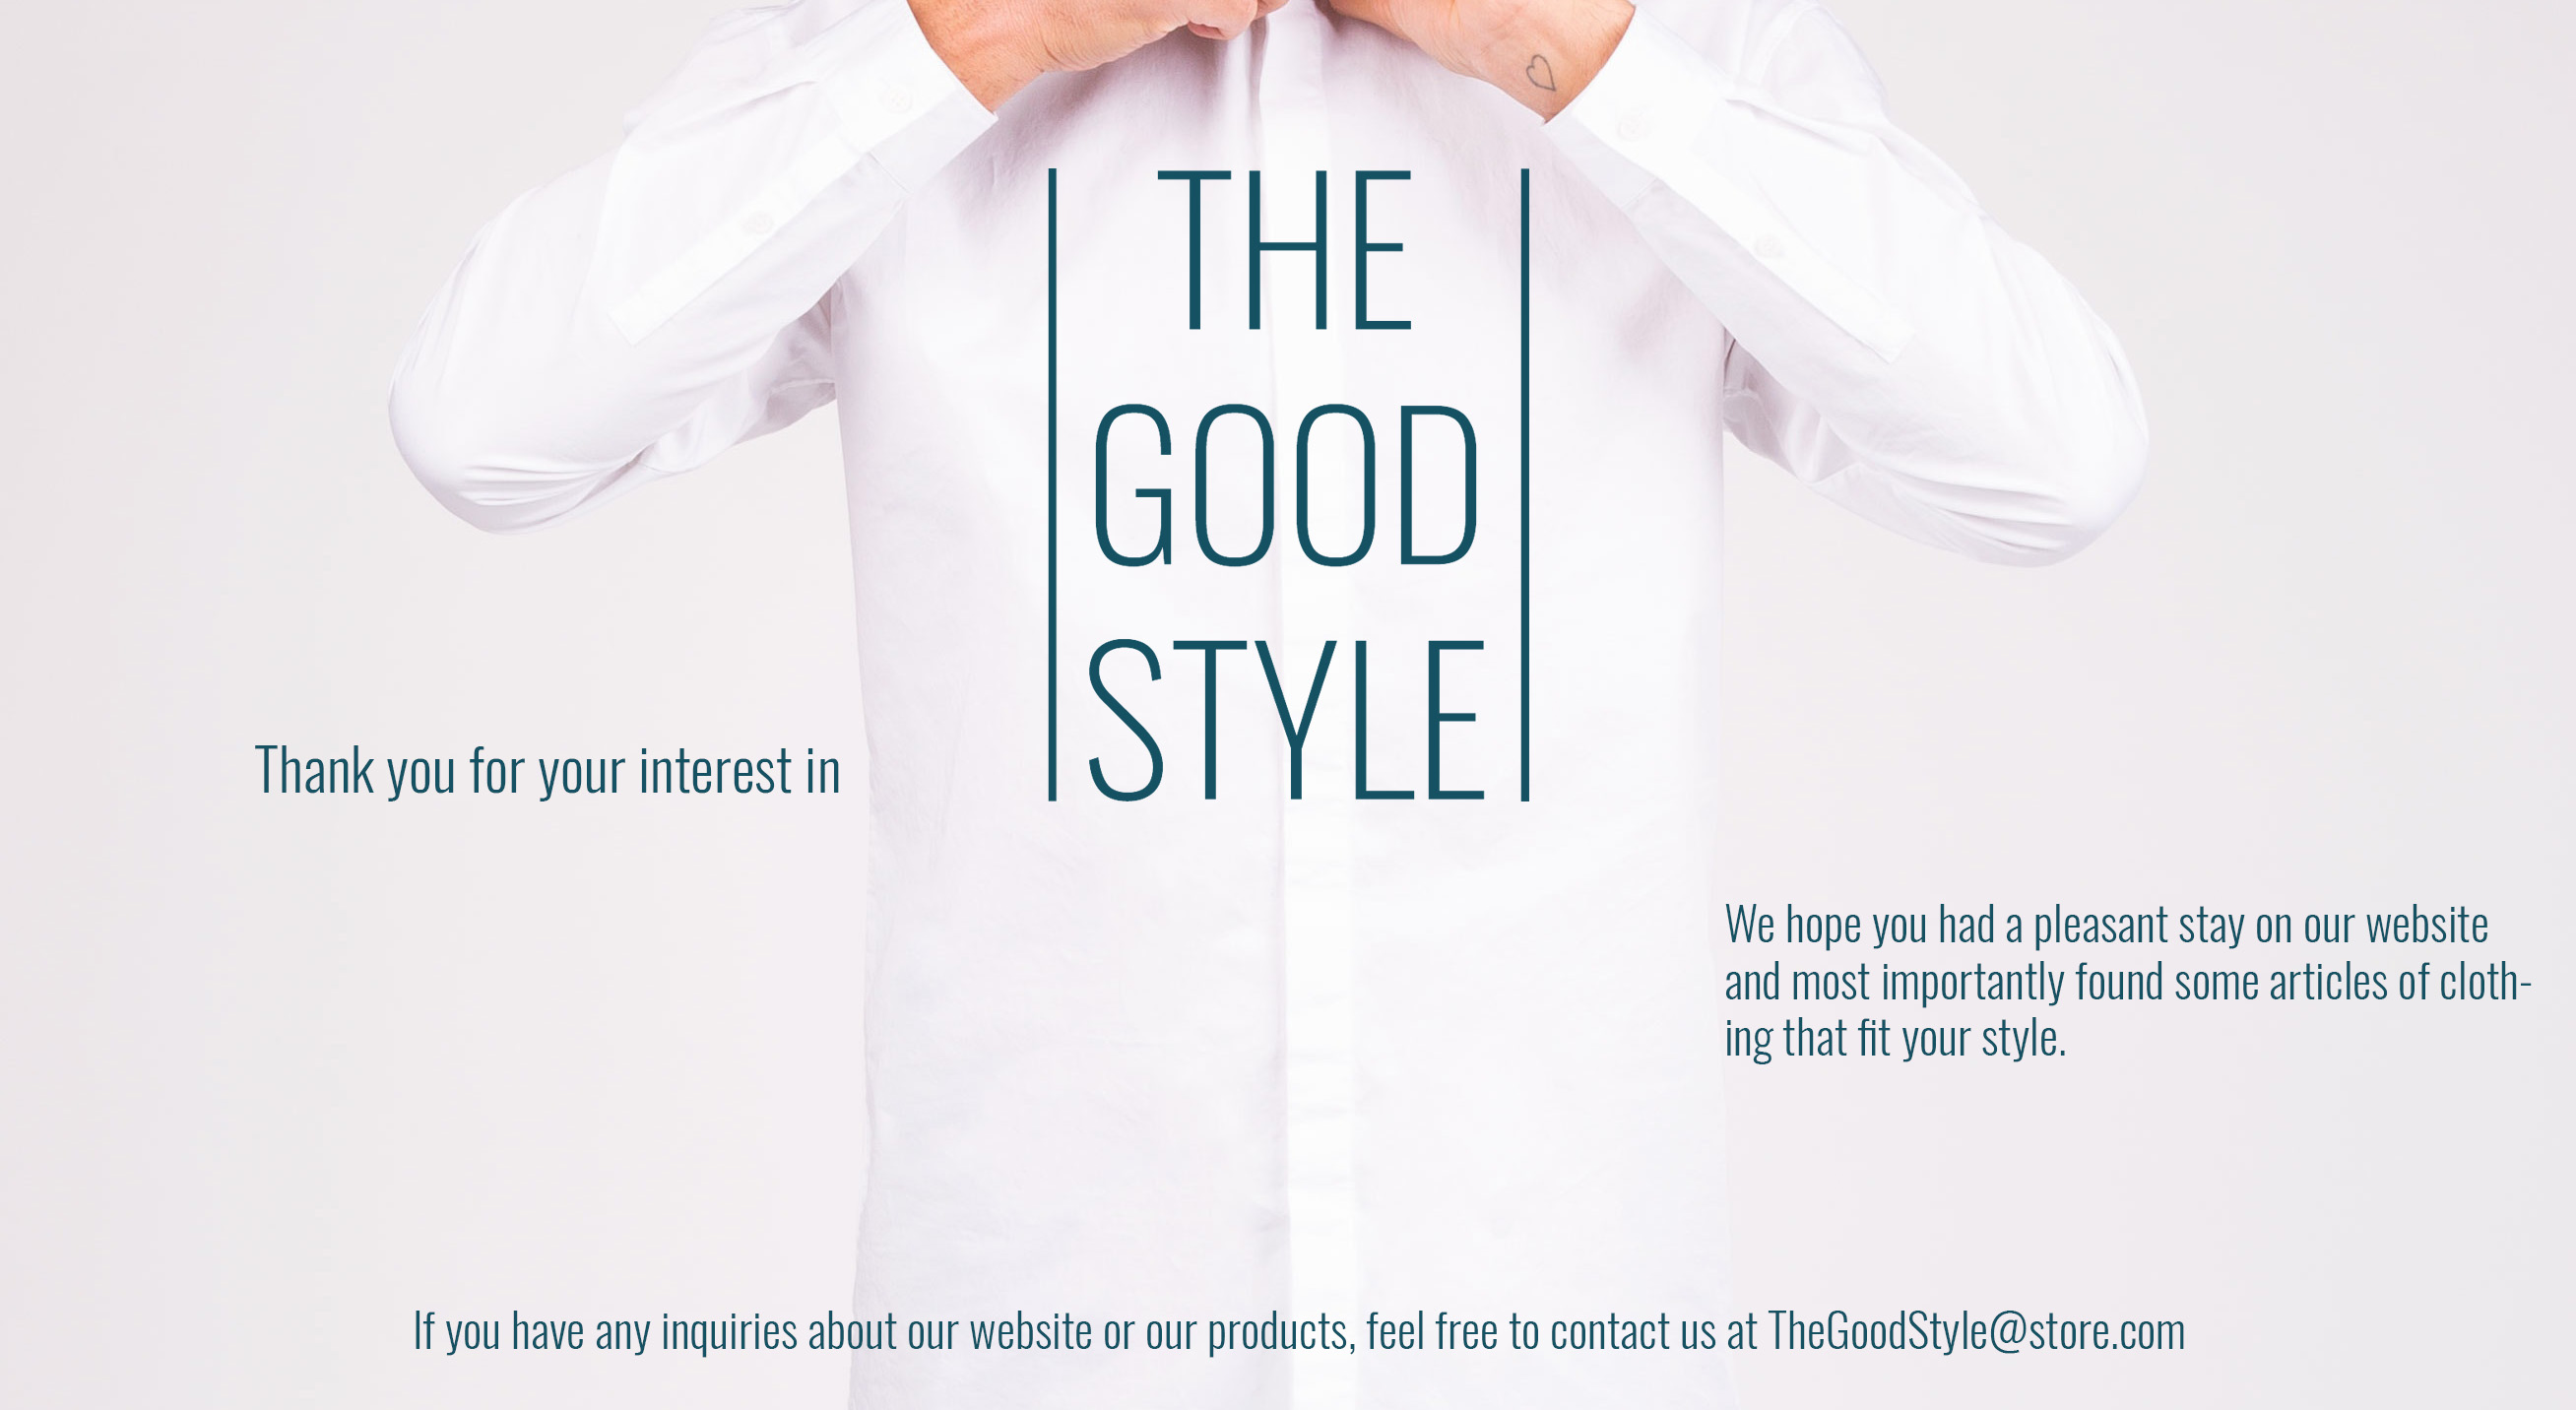 Thank you for your interest in
THE
GOOD
STYLE
We hope you had a pleasant stay on our website
and most importantly found some articles of cloth-
ing that fit your style.
If you have any inquiries about our website or our products, feel free to contact us at TheGoodStyle@store.com